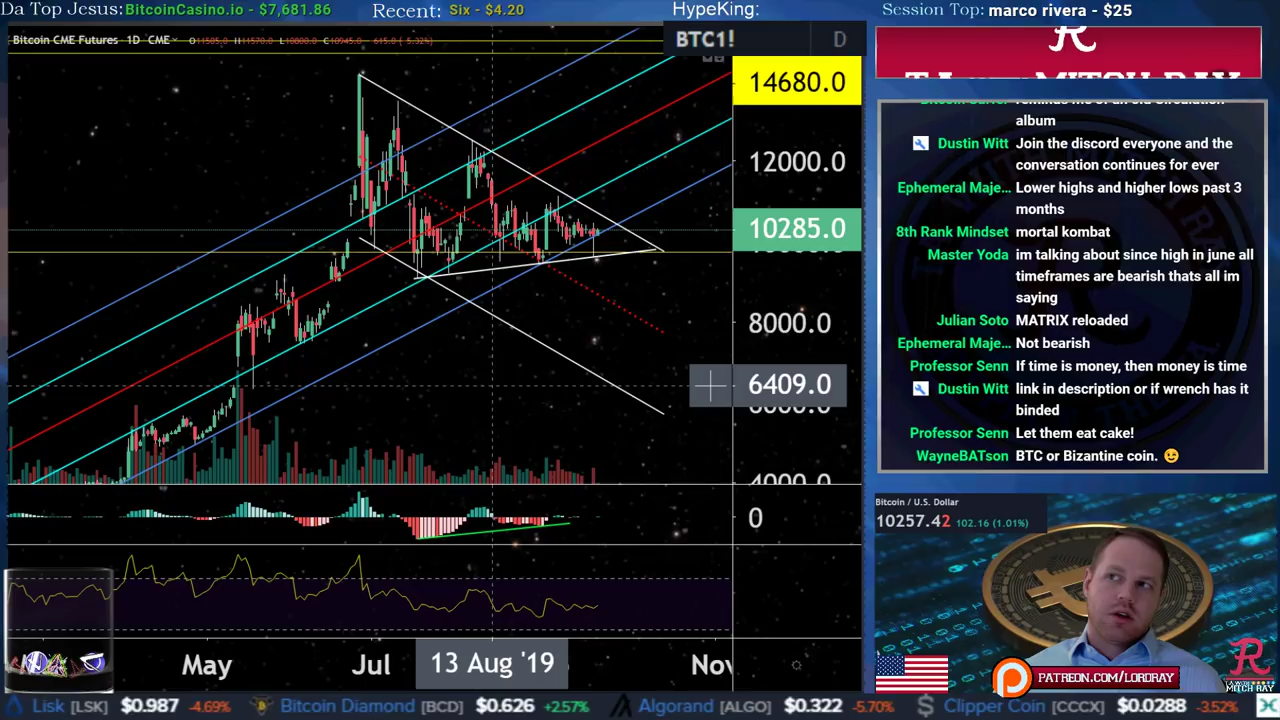 Da Top Jesus: BitcoinCasino.io - $7,681.86
Recent: Six - $4.20
HypeKing:
Session Top: marco rivera - $25
Bitcoin CME Futures · 1D CME
BTC1! D
14680.0
12000.0
10285.0
8000.0
6409.0
0
May Jul 13 Aug '19 Nov
album
Dustin Witt Join the discord everyone and the
conversation continues for ever
Ephemeral Maje... Lower highs and higher lows past 3
months
8th Rank Mindset mortal kombat
Master Yoda im talking about since high in june all
timeframes are bearish thats all im
saying
Julian Soto MATRIX reloaded
Ephemeral Maje... Not bearish
Professor Senn If time is money, then money is time
Dustin Witt link in description or if wrench has it
binded
Professor Senn Let them eat cake!
WayneBATson BTC or Bizantine coin. 😉
Bitcoin / U.S. Dollar
10257.42 102.16 (1.01%)
PATREON.COM/LORDRAY
MITCH RAY
Lisk [LSK] $0.987 -4.69% Bitcoin Diamond [BCD] $0.626 +2.57% Algorand [ALGO] $0.322 -5.70% Clipper Coin [CCCX] $0.0288 -3.52%